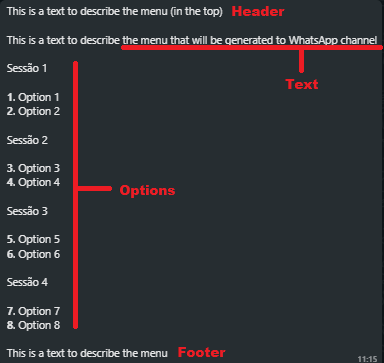 This is a text to describe the menu (in the top) Header
This is a text to describe the menu that will be generated to WhatsApp channel
Text
Sessão 1
1. Option 1
2. Option 2
Sessão 2
3. Option 3
4. Option 4
Options
Sessão 3
5. Option 5
6. Option 6
Sessão 4
7. Option 7
8. Option 8
This is a text to describe the menu Footer
11:15